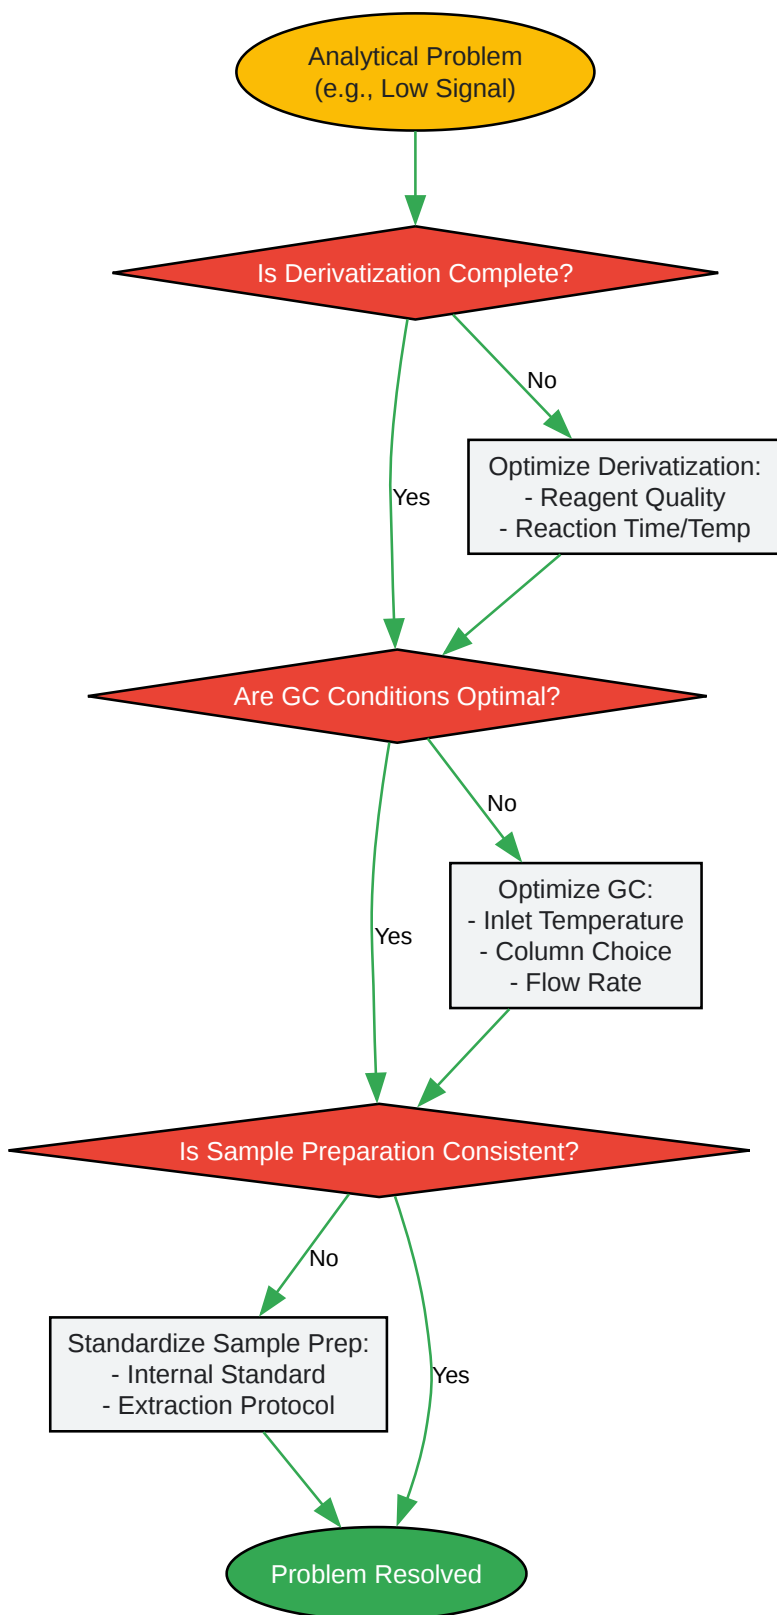 Analytical Problem
(e.g., Low Signal)
Is Derivatization Complete?
No
Optimize Derivatization:
- Reagent Quality
- Reaction Time/Temp
Yes
Are GC Conditions Optimal?
No
Optimize GC:
- Inlet Temperature
- Column Choice
- Flow Rate
Yes
Is Sample Preparation Consistent?
No
Standardize Sample Prep:
- Internal Standard
- Extraction Protocol
Yes
Problem Resolved